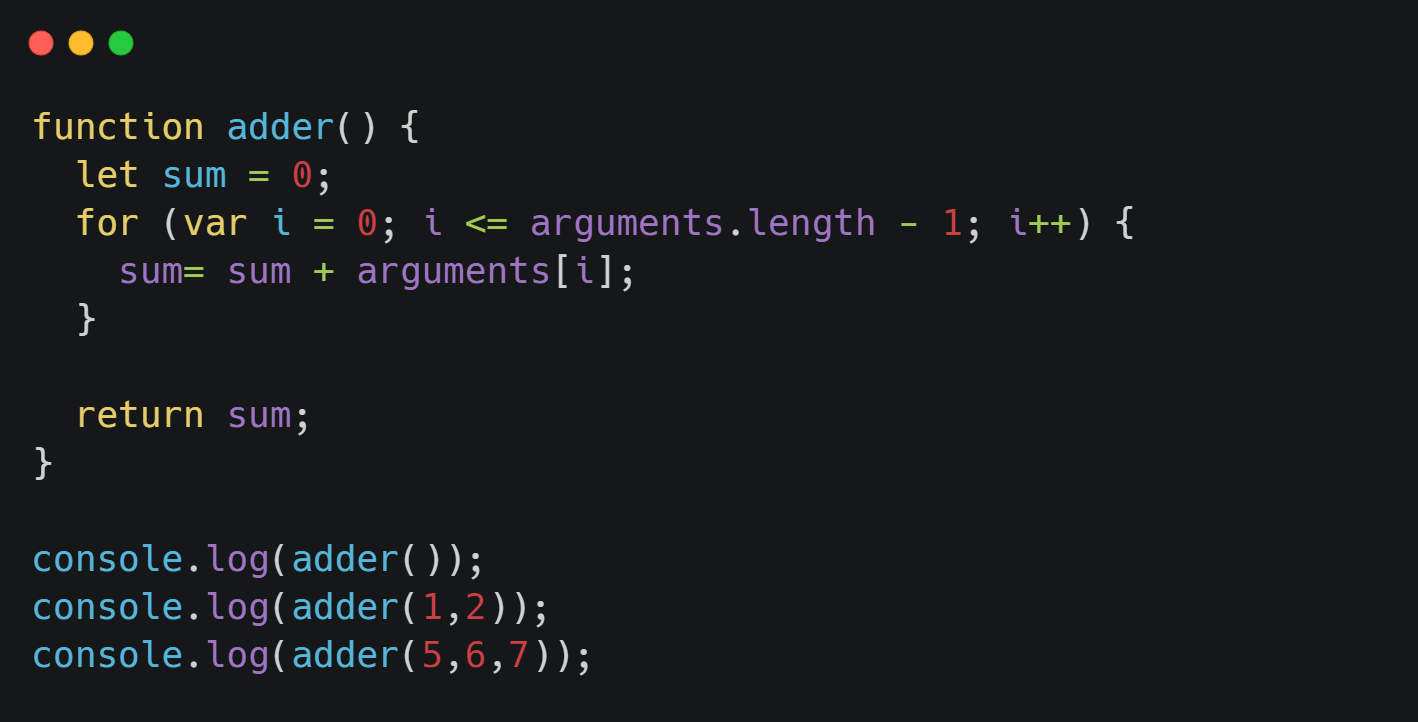 function adder() {
  let sum = 0;
  for (var i = 0; i <= arguments.length - 1; i++) {
    sum= sum + arguments[i];
  }

  return sum;
}

console.log(adder());
console.log(adder(1,2));
console.log(adder(5,6,7));